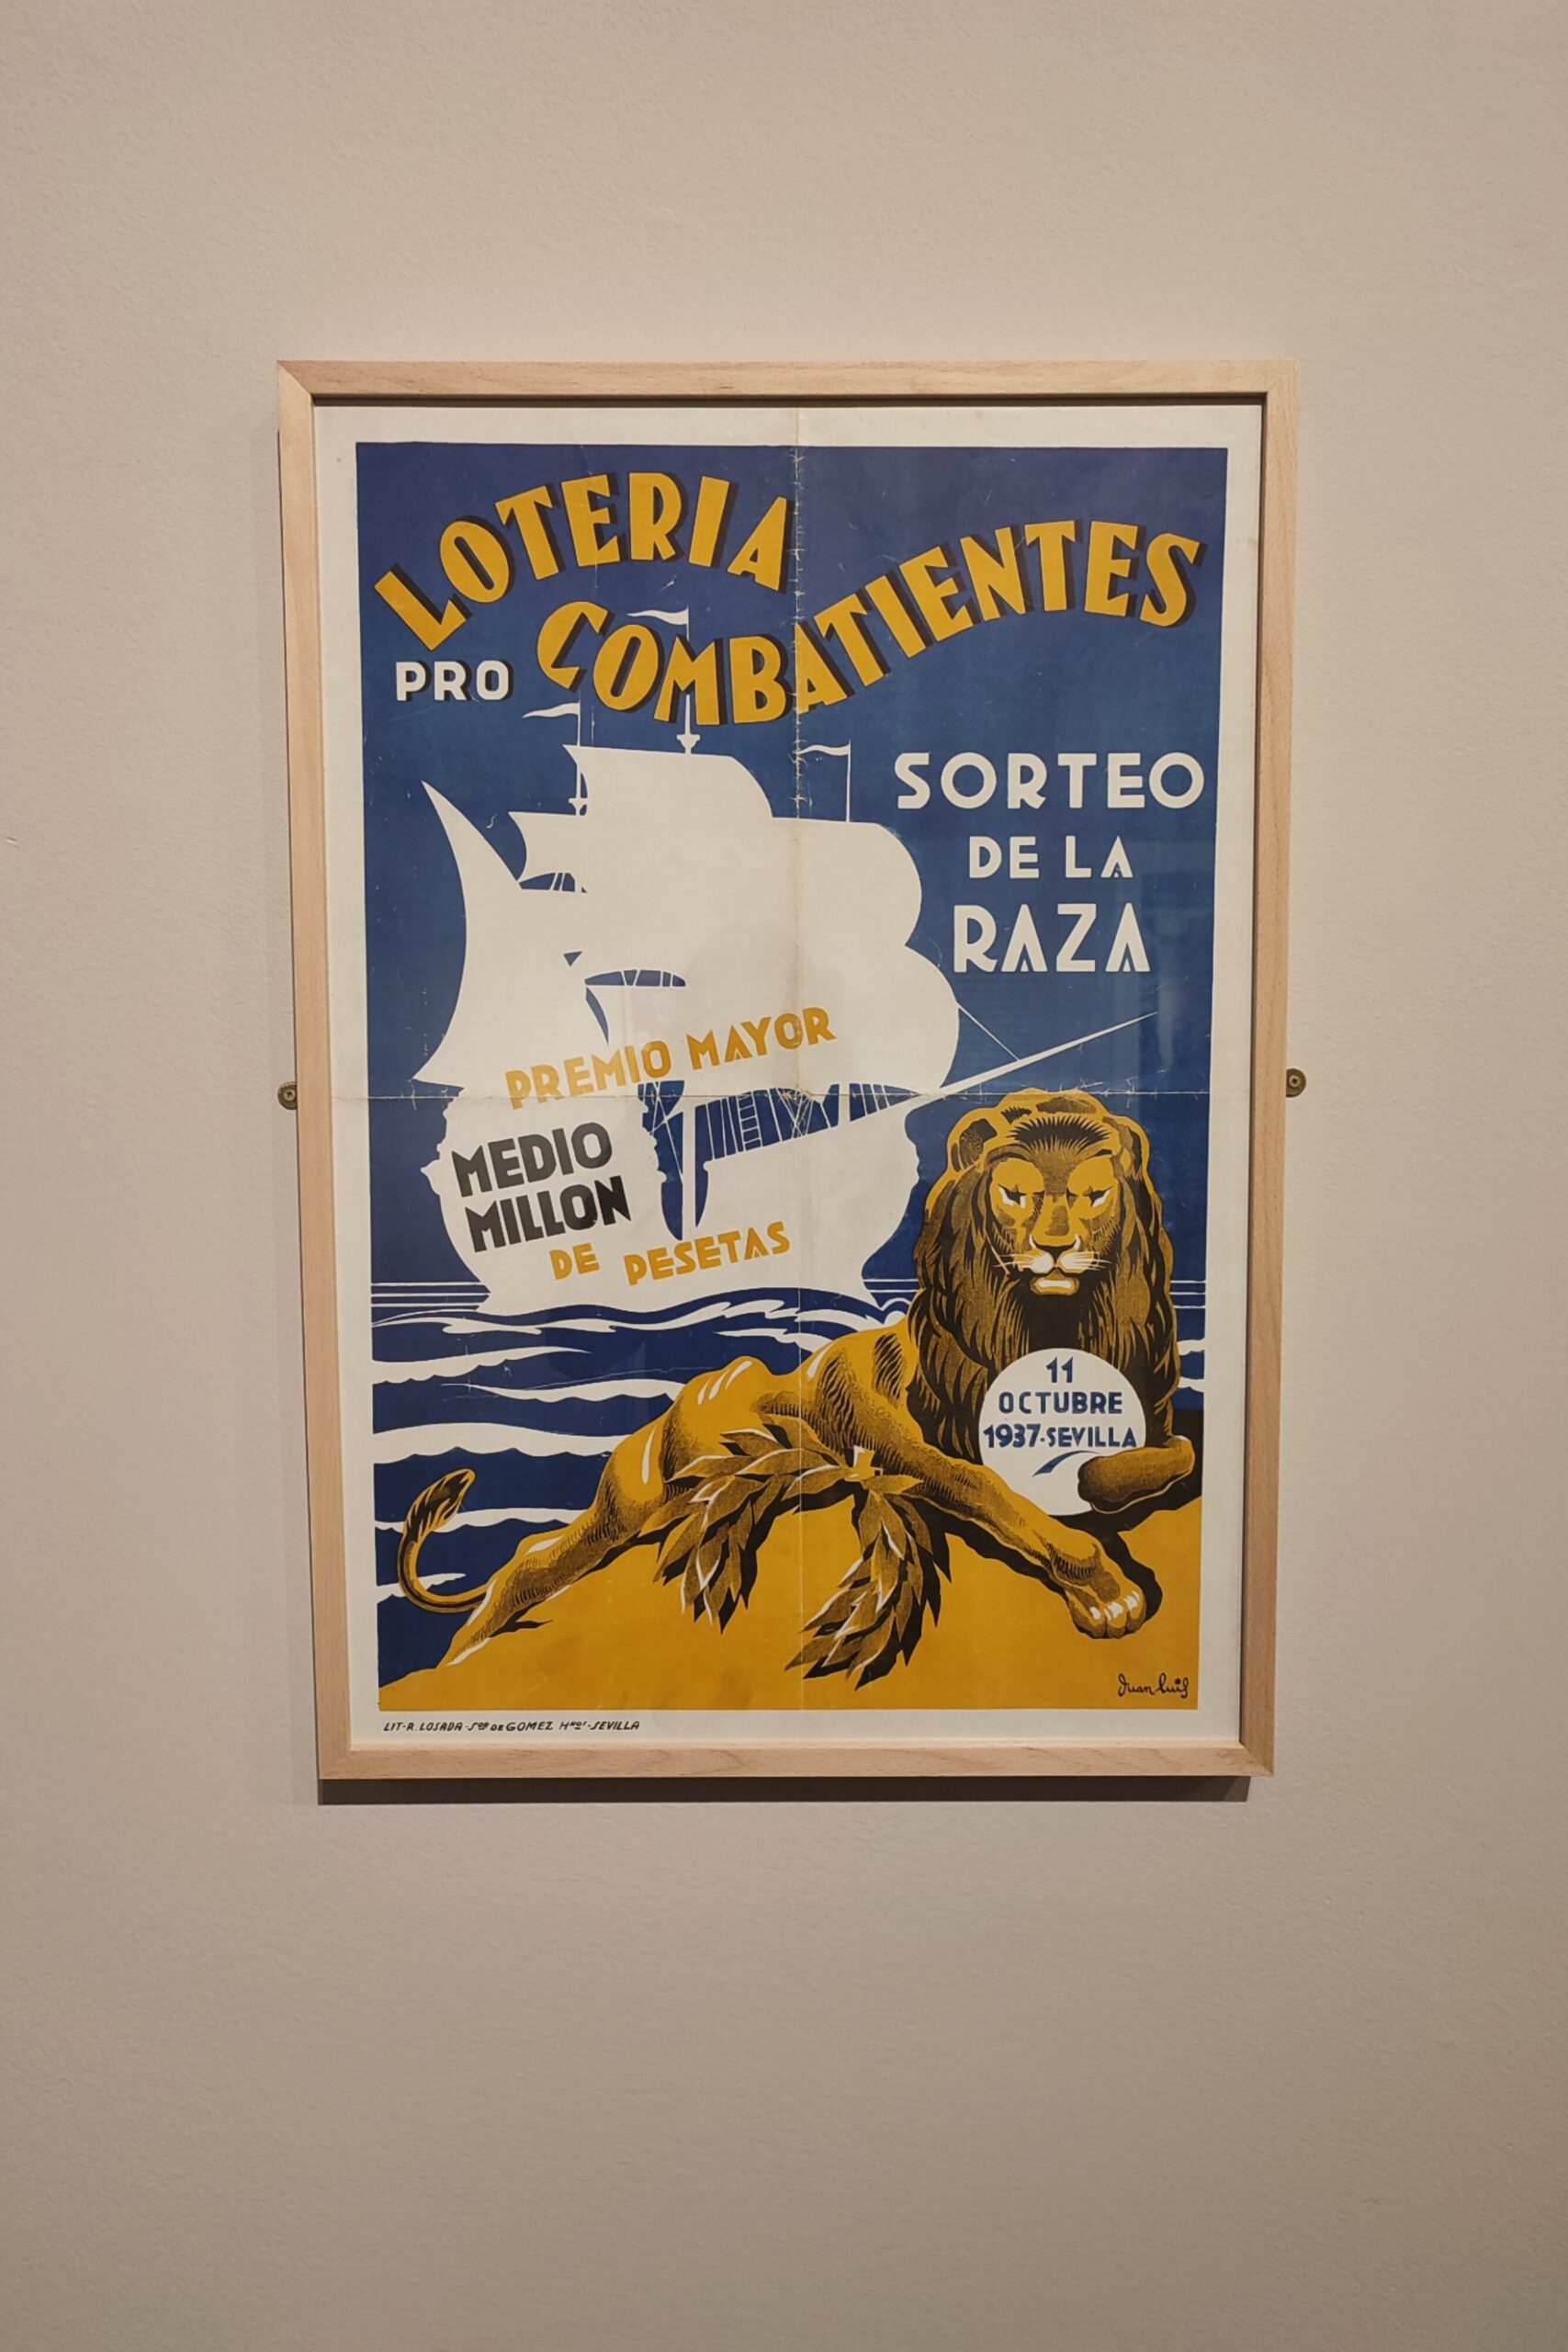 LOTERIA
PRO COMBATIENTES
SORTEO
DE LA
RAZA
PREMIO MAYOR
MEDIO
MILLON
DE PESETAS
11
OCTUBRE
1937·SEVILLA
Juan Luis
LIT·R. LOSADA·Sor DE GOMEZ Hnos·SEVILLA